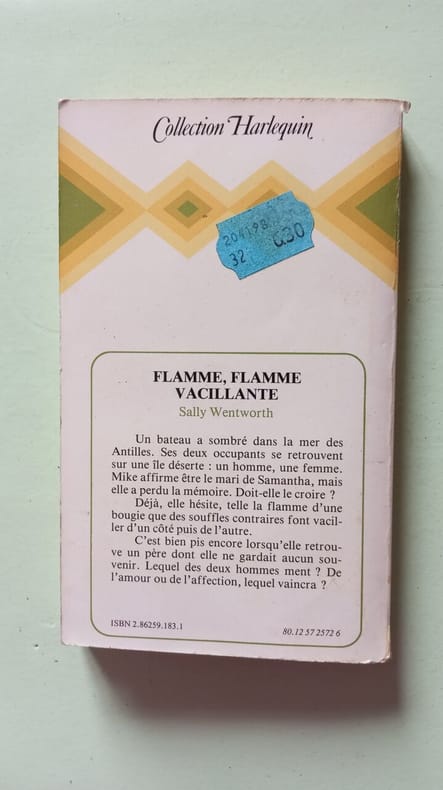 Collection Harlequin
32
0.30
FLAMME, FLAMME
VACILLANTE
Sally Wentworth
Un bateau a sombré dans la mer des
Antilles. Ses deux occupants se retrouvent
sur une île déserte : un homme, une femme.
Mike affirme être le mari de Samantha, mais
elle a perdu la mémoire. Doit-elle le croire ?
Déjà, elle hésite, telle la flamme d'une
bougie que des souffles contraires font vacil-
ler d'un côté puis de l'autre.
C'est bien pis encore lorsqu'elle retrou-
ve un père dont elle ne gardait aucun sou-
venir. Lequel des deux hommes ment ? De
l'amour ou de l'affection, lequel vaincra ?
ISBN 2.86259.183.1
80.12 57 2572 6